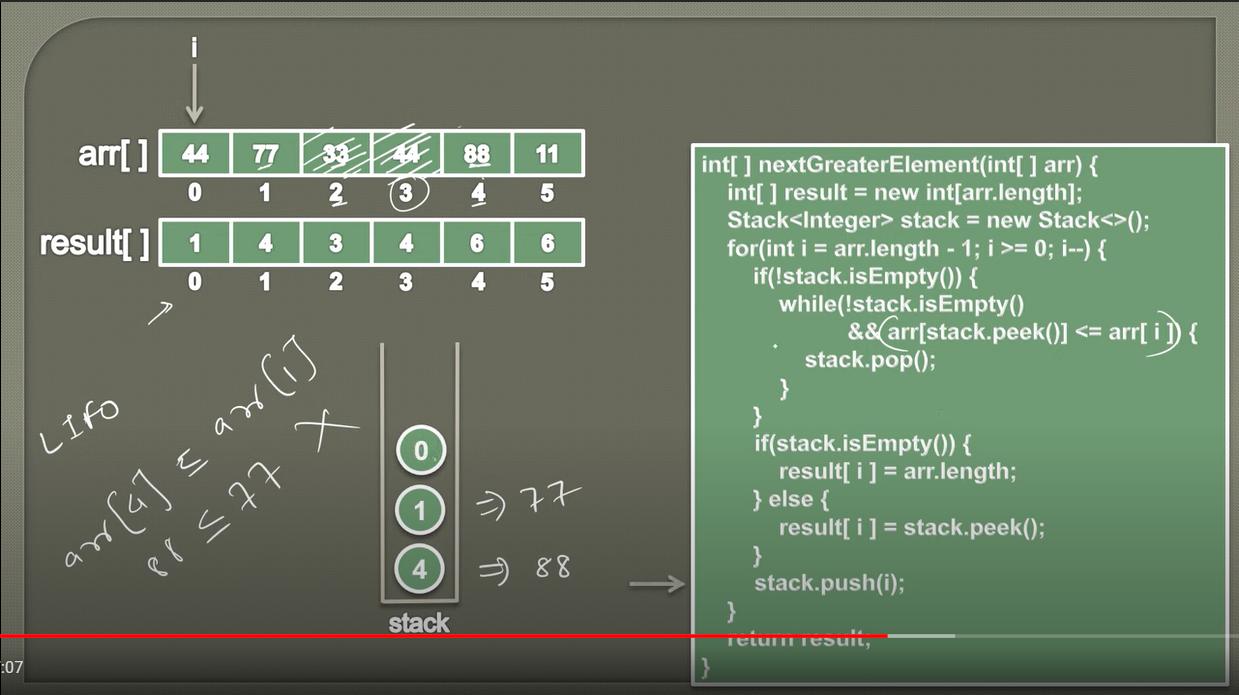 i
arr[ ] 44 77 33 44 88 11
0 1 2 3 4 5
result[ ] 1 4 3 4 6 6
0 1 2 3 4 5
LIFO
arr[4] ≤ arr[i]
88 ≤ 77 X
0
1 ⇒ 77
4 ⇒ 88
stack
int[ ] nextGreaterElement(int[ ] arr) {
int[ ] result = new int[arr.length];
Stack<Integer> stack = new Stack<>();
for(int i = arr.length - 1; i >= 0; i--) {
if(!stack.isEmpty()) {
while(!stack.isEmpty()
&& arr[stack.peek()] <= arr[ i ]) {
stack.pop();
}
}
if(stack.isEmpty()) {
result[ i ] = arr.length;
} else {
result[ i ] = stack.peek();
}
stack.push(i);
}
return result;
}
:07